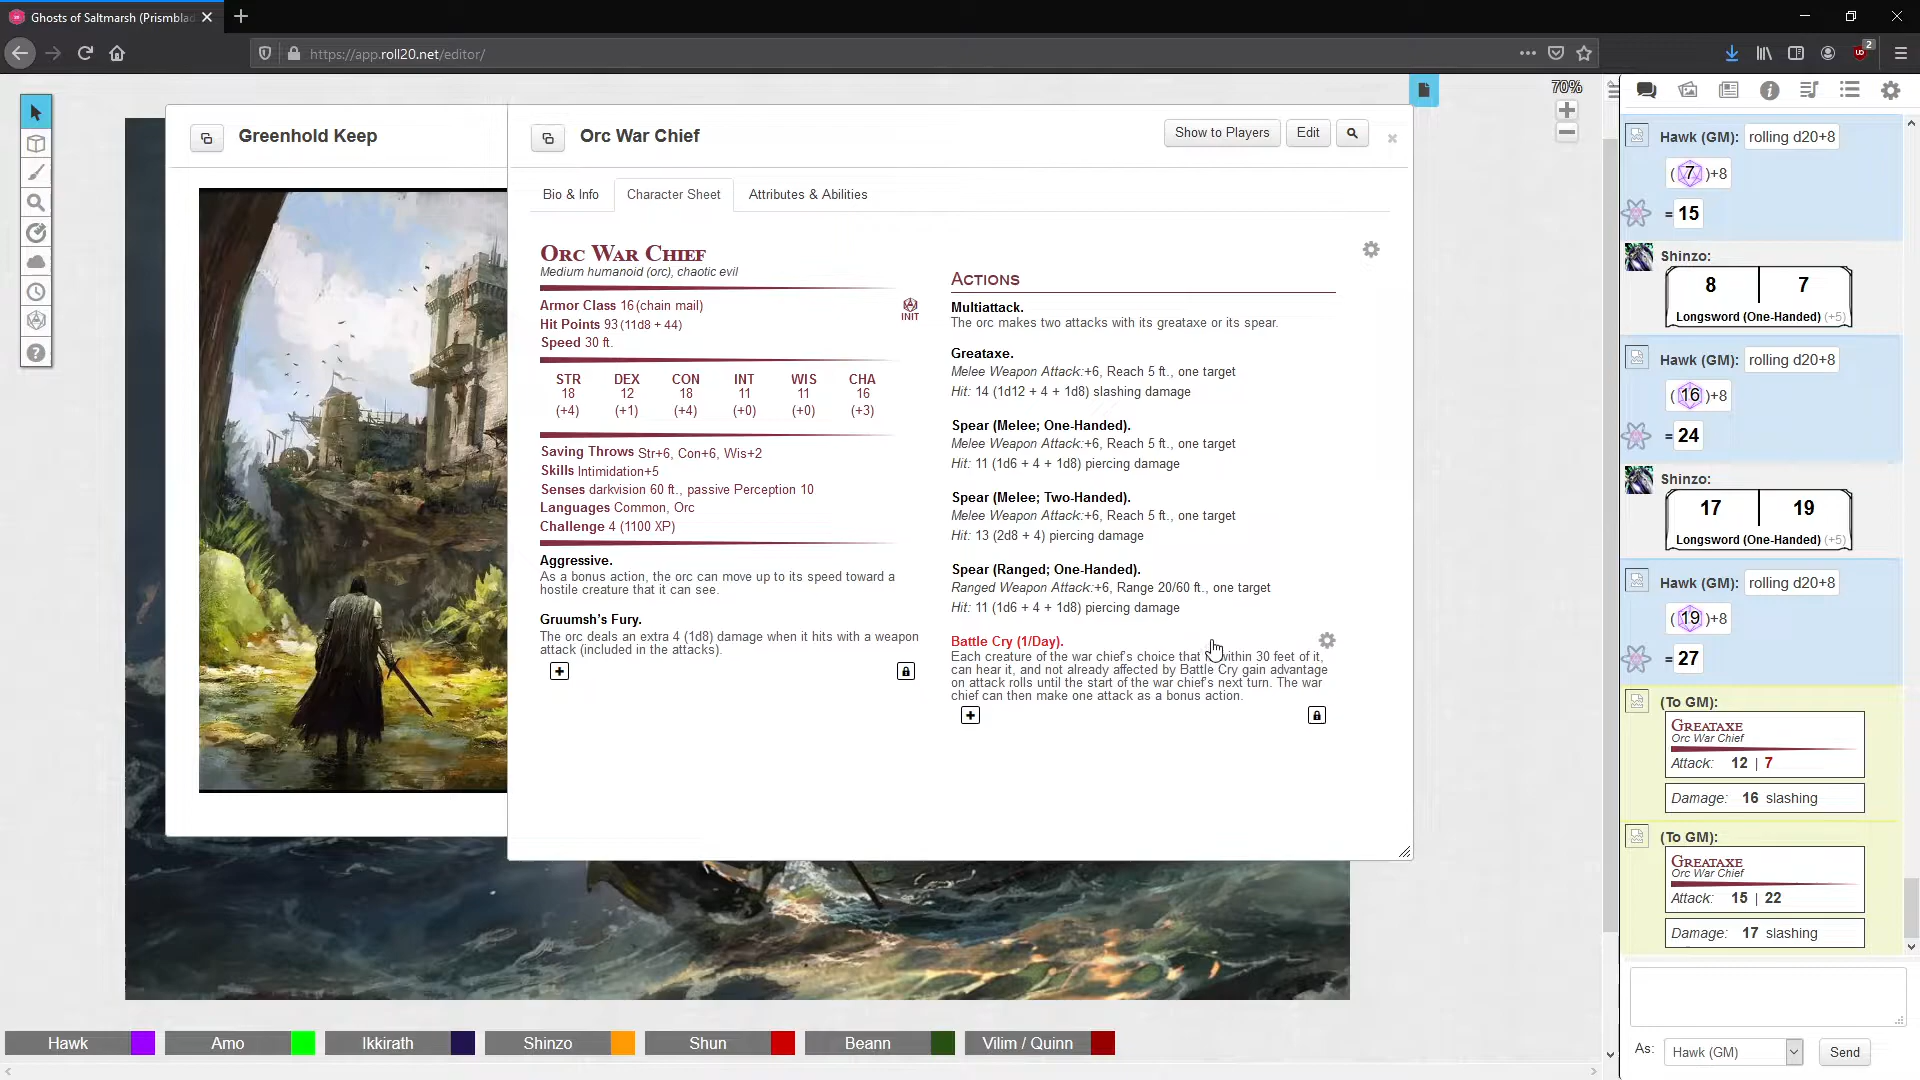 Ghosts of Saltmarsh (Prismblad
https://app.roll20.net/editor/
2
70%
Greenhold Keep
Orc War Chief
Show to Players
Edit
Bio & Info
Character Sheet
Attributes & Abilities
Orc War Chief
Medium humanoid (orc), chaotic evil
Armor Class 16 (chain mail)
Hit Points 93 (11d8 + 44)
Speed 30 ft.
INIT
STR DEX CON INT WIS CHA
18 12 18 11 11 16
(+4) (+1) (+4) (+0) (+0) (+3)
Saving Throws Str+6, Con+6, Wis+2
Skills Intimidation+5
Senses darkvision 60 ft., passive Perception 10
Languages Common, Orc
Challenge 4 (1100 XP)
Aggressive.
As a bonus action, the orc can move up to its speed toward a
hostile creature that it can see.
Gruumsh's Fury.
The orc deals an extra 4 (1d8) damage when it hits with a weapon
attack (included in the attacks).
Actions
Multiattack.
The orc makes two attacks with its greataxe or its spear.
Greataxe.
Melee Weapon Attack:+6, Reach 5 ft., one target
Hit: 14 (1d12 + 4 + 1d8) slashing damage
Spear (Melee; One-Handed).
Melee Weapon Attack:+6, Reach 5 ft., one target
Hit: 11 (1d6 + 4 + 1d8) piercing damage
Spear (Melee; Two-Handed).
Melee Weapon Attack:+6, Reach 5 ft., one target
Hit: 13 (2d8 + 4) piercing damage
Spear (Ranged; One-Handed).
Ranged Weapon Attack:+6, Range 20/60 ft., one target
Hit: 11 (1d6 + 4 + 1d8) piercing damage
Battle Cry (1/Day).
Each creature of the war chief's choice that within 30 feet of it,
can hear it, and not already affected by Battle Cry gain advantage
on attack rolls until the start of the war chief's next turn. The war
chief can then make one attack as a bonus action.
Hawk (GM): rolling d20+8
(7)+8
= 15
Shinzo:
8 7
Longsword (One-Handed) (+5)
Hawk (GM): rolling d20+8
(16)+8
= 24
Shinzo:
17 19
Longsword (One-Handed) (+5)
Hawk (GM): rolling d20+8
(19)+8
= 27
(To GM):
Greataxe
Orc War Chief
Attack: 12 | 7
Damage: 16 slashing
(To GM):
Greataxe
Orc War Chief
Attack: 15 | 22
Damage: 17 slashing
As: Hawk (GM)
Send
Hawk
Amo
Ikkirath
Shinzo
Shun
Beann
Vilim / Quinn